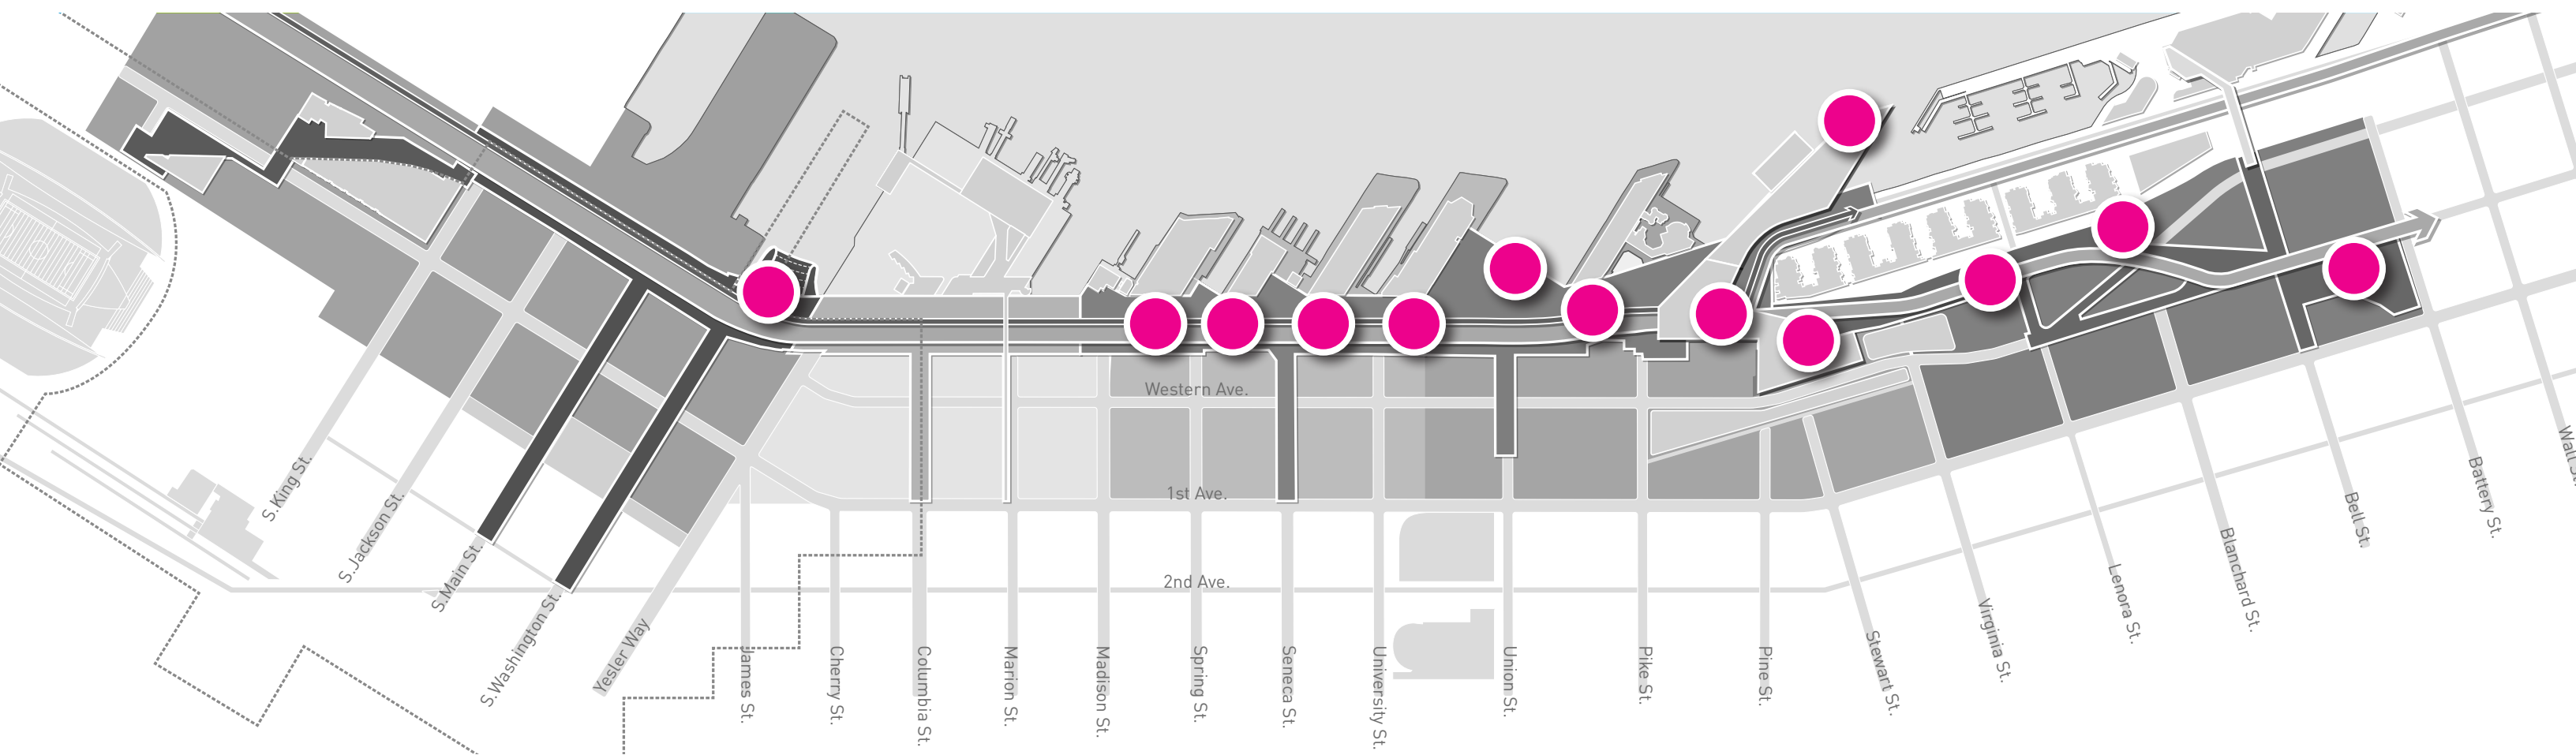 Western Ave.
1st Ave.
2nd Ave.
S.King St.
S.Jackson St.
S.Main St.
S.Washington St.
Yesler Way
James St.
Cherry St.
Columbia St.
Marion St.
Madison St.
Spring St.
Seneca St.
University St.
Union St.
Pike St.
Pine St.
Stewart St.
Virginia St.
Lenora St.
Blanchard St.
Bell St.
Battery St.